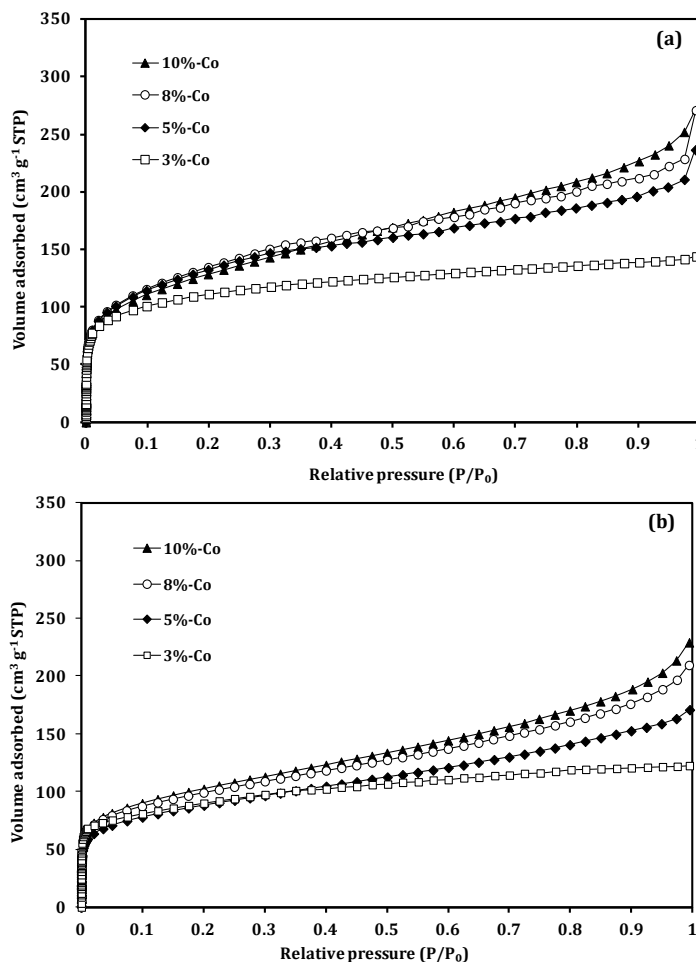 (a)
10%-Co
8%-Co
5%-Co
3%-Co
Volume adsorbed (cm³ g⁻¹ STP)
350
300
250
200
150
100
50
0
0 0.1 0.2 0.3 0.4 0.5 0.6 0.7 0.8 0.9 1
Relative pressure (P/P₀)
(b)
10%-Co
8%-Co
5%-Co
3%-Co
Volume adsorbed (cm³ g⁻¹ STP)
350
300
250
200
150
100
50
0
0 0.1 0.2 0.3 0.4 0.5 0.6 0.7 0.8 0.9 1
Relative pressure (P/P₀)